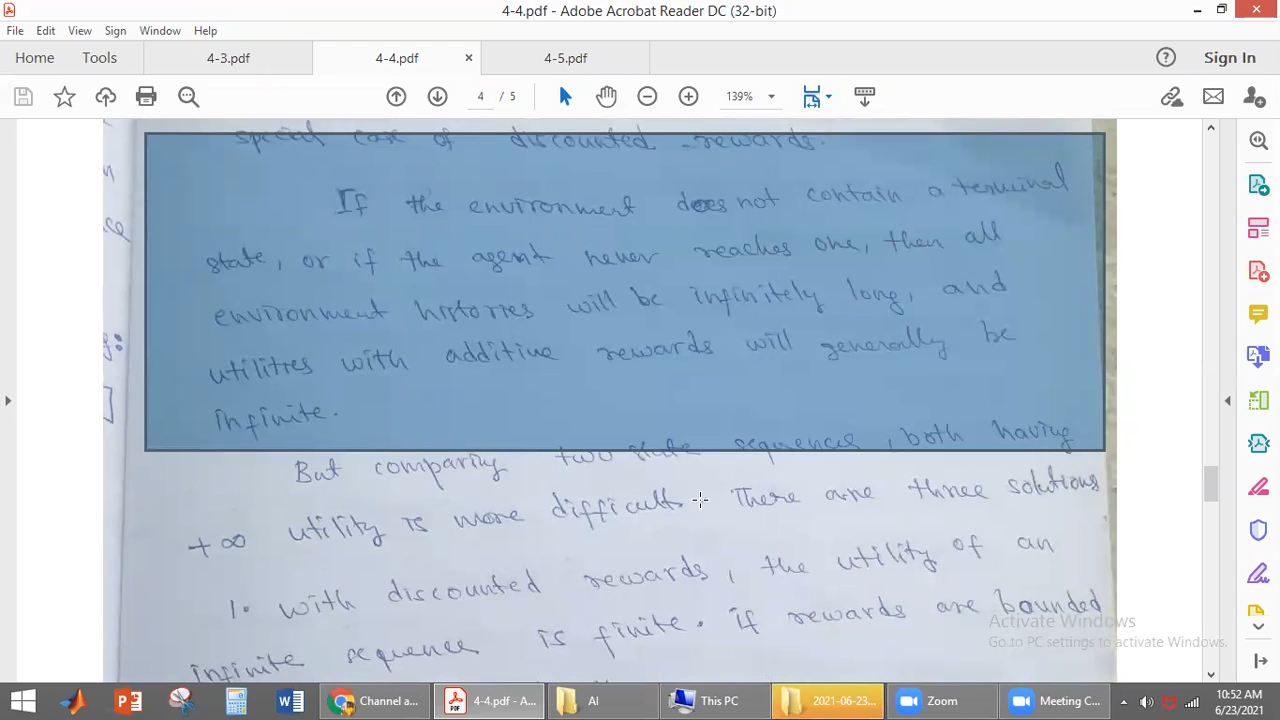 4-4.pdf - Adobe Acrobat Reader DC (32-bit)
File Edit View Sign Window Help
Home Tools 4-3.pdf 4-4.pdf × 4-5.pdf Sign In
4 / 5 139%
special case of discounted rewards.
If the environment does not contain a terminal
state, or if the agent never reaches one, then all
environment histories will be infinitely long, and
utilities with additive rewards will generally be
infinite.
But comparing two state sequences, both having
+∞ utility is more difficult. There are three solutions
1. with discounted rewards, the utility of an
infinite sequence is finite. if rewards are bounded
Activate Windows
Go to PC settings to activate Windows.
Channel a... 4-4.pdf - A... AI This PC 2021-06-23... Zoom Meeting C...
10:52 AM
6/23/2021